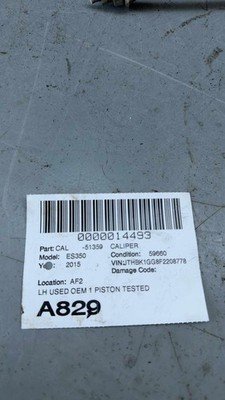 0000014493
Part: CAL -51359 CALIPER
Model: ES350 Condition: 59660
2015 VIN:JTHBK1GG8F2208778
Damage Code:
Location: AF2
LH USED OEM 1 PISTON TESTED
A829